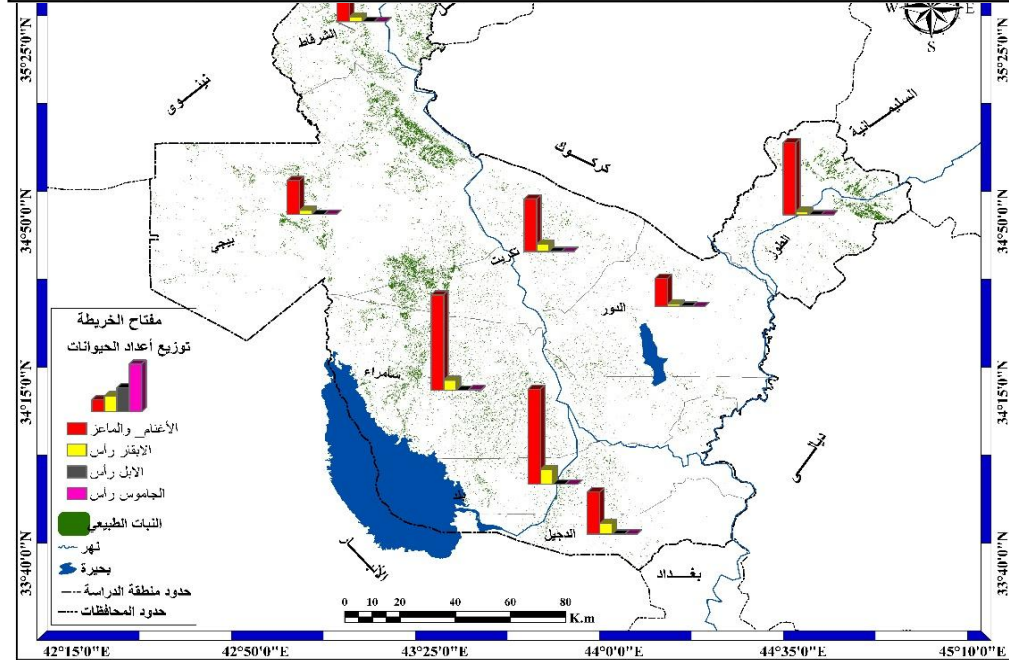 W E
S
35°25'0"N
34°50'0"N
34°15'0"N
33°40'0"N
35°25'0"N
34°50'0"N
34°15'0"N
33°40'0"N
الشرقاط
نينوى
السليمانية
كركوك
تكريت
الطوز
بيجي
الدور
سامراء
ديالى
بلد
الدجيل
الأنبار
بغداد
مفتاح الخريطة
توزيع أعداد الحيوانات
الأغنام_ والماعز
الابقار رأس
الابل رأس
الجاموس رأس
النبات الطبيعي
نهر
بحيرة
حدود منطقة الدراسة
حدود المحافظات
0 10 20 40 60 80
K.m
42°15'0"E 42°50'0"E 43°25'0"E 44°0'0"E 44°35'0"E 45°10'0"E